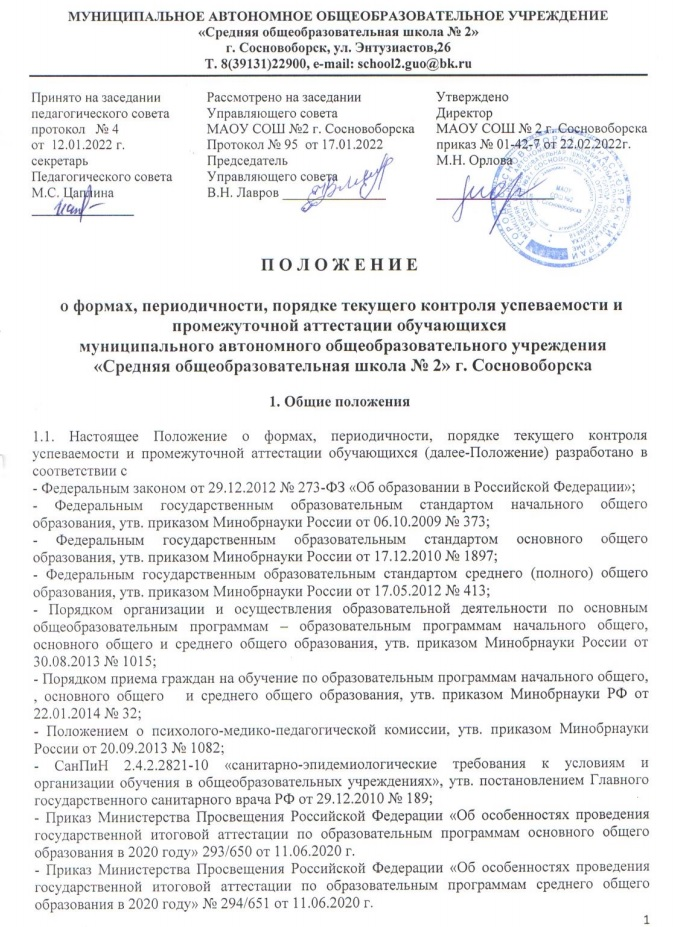 МУНИЦИПАЛЬНОЕ АВТОНОМНОЕ ОБЩЕОБРАЗОВАТЕЛЬНОЕ УЧРЕЖДЕНИЕ
«Средняя общеобразовательная школа № 2»
г. Сосновоборск, ул. Энтузиастов,26
Т. 8(39131)22900, e-mail: school2.guo@bk.ru
Принято на заседании
педагогического совета
протокол № 4
от 12.01.2022 г.
секретарь
Педагогического совета
М.С. Цаплина
Рассмотрено на заседании
Управляющего совета
МАОУ СОШ №2 г. Сосновоборска
Протокол № 95 от 17.01.2022
Председатель
Управляющего совета
В.Н. Лавров
Утверждено
Директор
МАОУ СОШ № 2 г. Сосновоборска
приказ № 01-42-7 от 22.02.2022г.
М.Н. Орлова
ПОЛОЖЕНИЕ
о формах, периодичности, порядке текущего контроля успеваемости и
промежуточной аттестации обучающихся
муниципального автономного общеобразовательного учреждения
«Средняя общеобразовательная школа № 2» г. Сосновоборска
1. Общие положения
1.1. Настоящее Положение о формах, периодичности, порядке текущего контроля
успеваемости и промежуточной аттестации обучающихся (далее-Положение) разработано в
соответствии с
- Федеральным законом от 29.12.2012 № 273-ФЗ «Об образовании в Российской Федерации»;
- Федеральным государственным образовательным стандартом начального общего
образования, утв. приказом Минобрнауки России от 06.10.2009 № 373;
- Федеральным государственным образовательным стандартом основного общего
образования, утв. приказом Минобрнауки России от 17.12.2010 № 1897;
- Федеральным государственным образовательным стандартом среднего (полного) общего
образования, утв. приказом Минобрнауки России от 17.05.2012 № 413;
- Порядком организации и осуществления образовательной деятельности по основным
общеобразовательным программам – образовательным программам начального общего,
основного общего и среднего общего образования, утв. приказом Минобрнауки России от
30.08.2013 № 1015;
- Порядком приема граждан на обучение по образовательным программам начального общего,
, основного общего и среднего общего образования, утв. приказом Минобрнауки РФ от
22.01.2014 № 32;
- Положением о психолого-медико-педагогической комиссии, утв. приказом Минобрнауки
России от 20.09.2013 № 1082;
- СанПиН 2.4.2.2821-10 «санитарно-эпидемиологические требования к условиям и
организации обучения в общеобразовательных учреждениях», утв. постановлением Главного
государственного санитарного врача РФ от 29.12.2010 № 189;
- Приказ Министерства Просвещения Российской Федерации «Об особенностях проведения
государственной итоговой аттестации по образовательным программам основного общего
образования в 2020 году» 293/650 от 11.06.2020 г.
- Приказ Министерства Просвещения Российской Федерации «Об особенностях проведения
государственной итоговой аттестации по образовательным программам среднего общего
образования в 2020 году» № 294/651 от 11.06.2020 г.
1